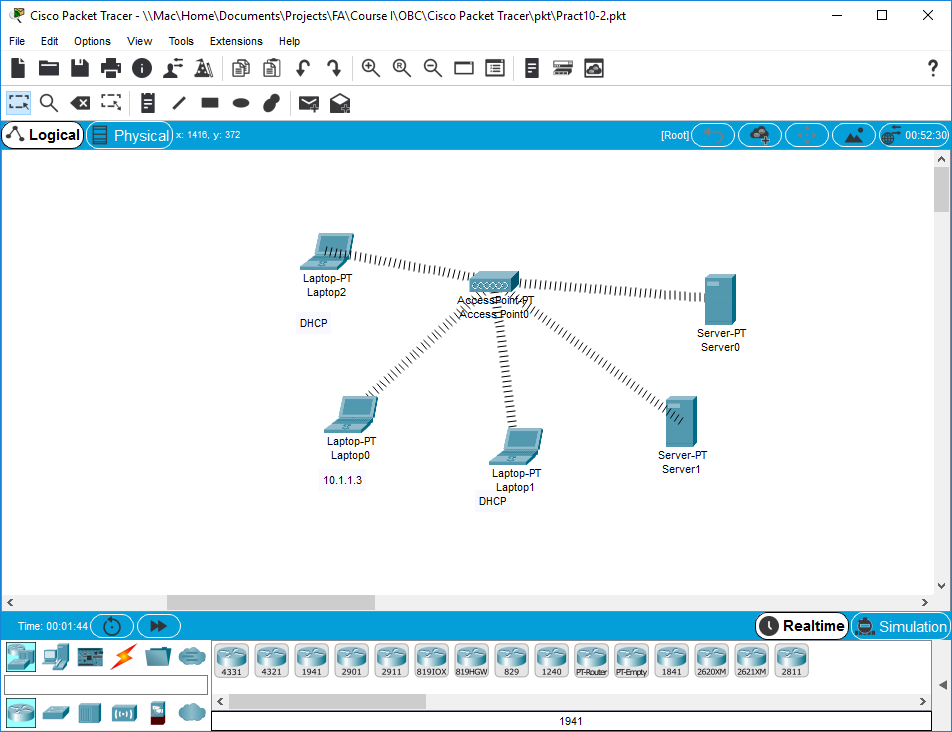 Cisco Packet Tracer - \\Mac\Home\Documents\Projects\FA\Course I\OBC\Cisco Packet Tracer\pkt\Pract10-2.pkt
File Edit Options View Tools Extensions Help
Logical Physical x: 1416, y: 372 [Root] 00:52:30
Laptop-PT
Laptop2
DHCP
AccessPoint-PT
Access Point0
Server-PT
Server0
Laptop-PT
Laptop0
10.1.1.3
Laptop-PT
Laptop1
DHCP
Server-PT
Server1
Time: 00:01:44 Realtime Simulation
4331 4321 1941 2901 2911 819IOX 819HGW 829 1240 PT-Router PT-Empty 1841 2620XM 2621XM 2811
1941